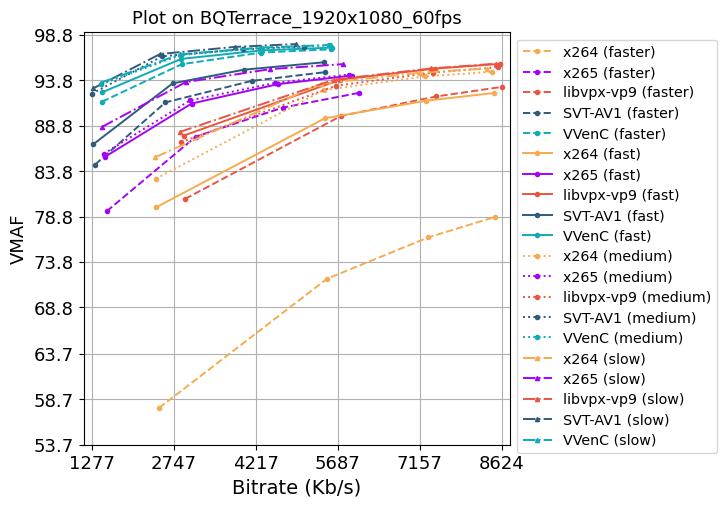 Plot on BQTerrace_1920x1080_60fps
VMAF
98.8
93.8
88.8
83.8
78.8
73.8
68.8
63.7
58.7
53.7
1277 2747 4217 5687 7157 8624
Bitrate (Kb/s)
x264 (faster)
x265 (faster)
libvpx-vp9 (faster)
SVT-AV1 (faster)
VVenC (faster)
x264 (fast)
x265 (fast)
libvpx-vp9 (fast)
SVT-AV1 (fast)
VVenC (fast)
x264 (medium)
x265 (medium)
libvpx-vp9 (medium)
SVT-AV1 (medium)
VVenC (medium)
x264 (slow)
x265 (slow)
libvpx-vp9 (slow)
SVT-AV1 (slow)
VVenC (slow)